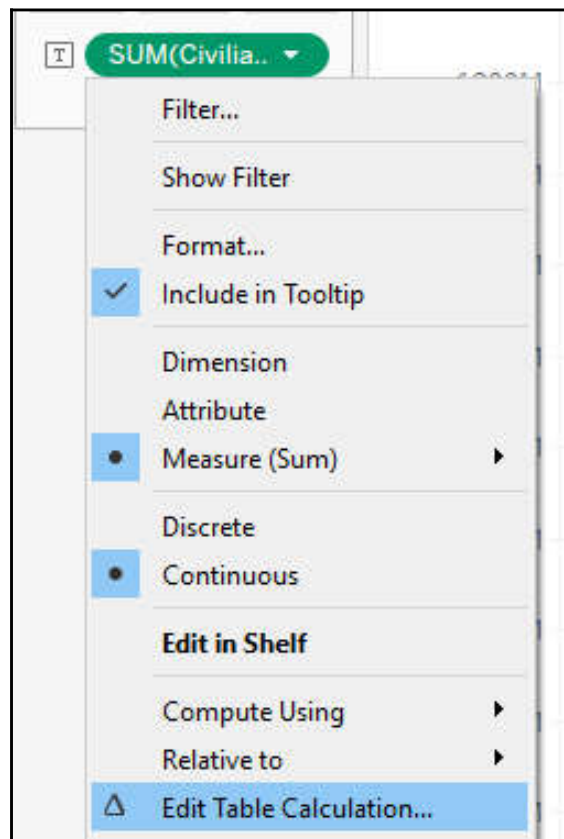 T SUM(Civilia..
Filter...
Show Filter
Format...
Include in Tooltip
Dimension
Attribute
Measure (Sum)
Discrete
Continuous
Edit in Shelf
Compute Using
Relative to
Edit Table Calculation...